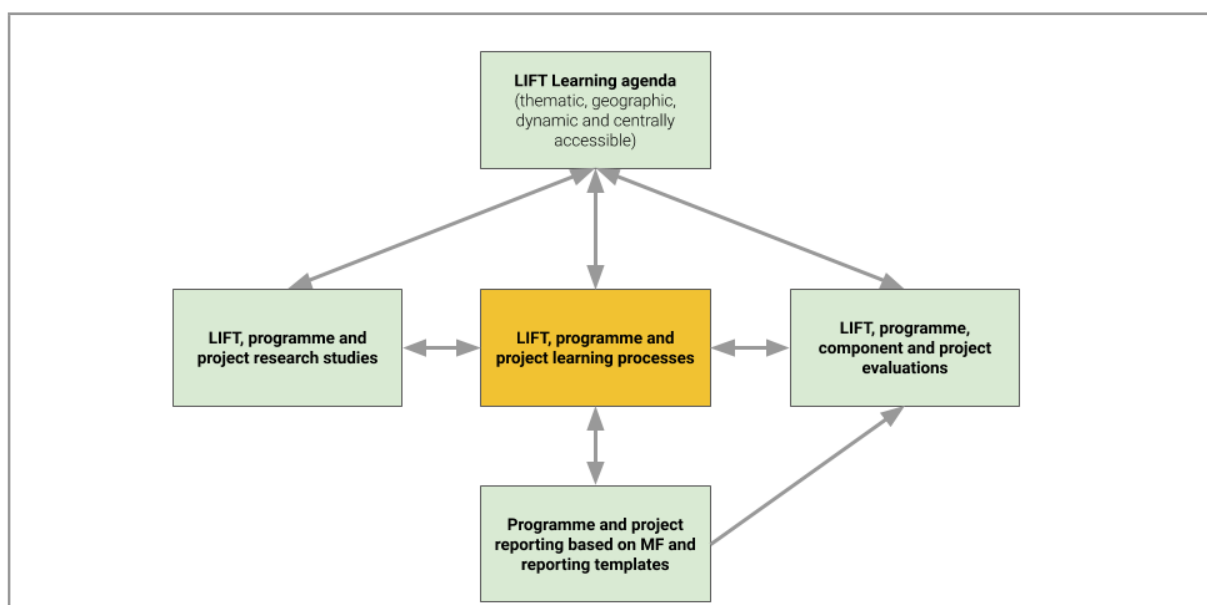 LIFT Learning agenda
(thematic, geographic,
dynamic and centrally
accessible)
LIFT, programme and
project research studies
LIFT, programme and
project learning processes
LIFT, programme,
component and project
evaluations
Programme and project
reporting based on MF and
reporting templates